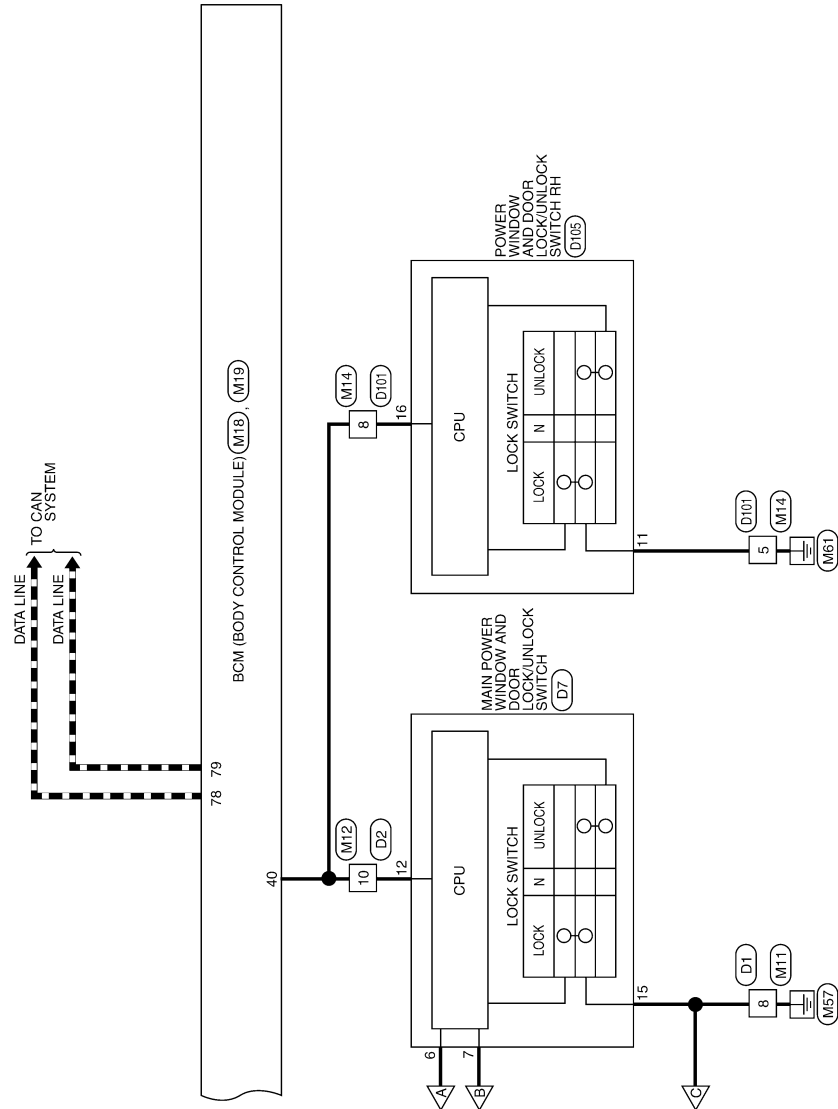 DATA LINE
DATA LINE
TO CAN
SYSTEM
BCM (BODY CONTROL MODULE) M18 , M19
78
79
40
M12
10
D2
12
M14
8
D101
16
MAIN POWER
WINDOW AND
DOOR
LOCK/UNLOCK
SWITCH
D7
6
A
7
B
CPU
LOCK SWITCH
LOCK
N
UNLOCK
15
C
D1
8
M11
M57
POWER
WINDOW
AND DOOR
LOCK/UNLOCK
SWITCH RH
D105
CPU
LOCK SWITCH
LOCK
N
UNLOCK
11
D101
5
M14
M61